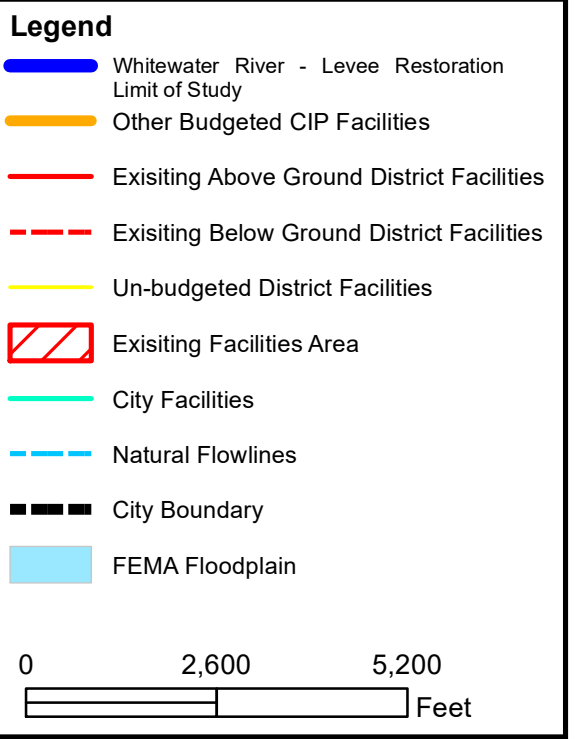 Legend
Whitewater River - Levee Restoration
Limit of Study
Other Budgeted CIP Facilities
Exisiting Above Ground District Facilities
Exisiting Below Ground District Facilities
Un-budgeted District Facilities
Exisiting Facilities Area
City Facilities
Natural Flowlines
City Boundary
FEMA Floodplain
0 2,600 5,200
Feet